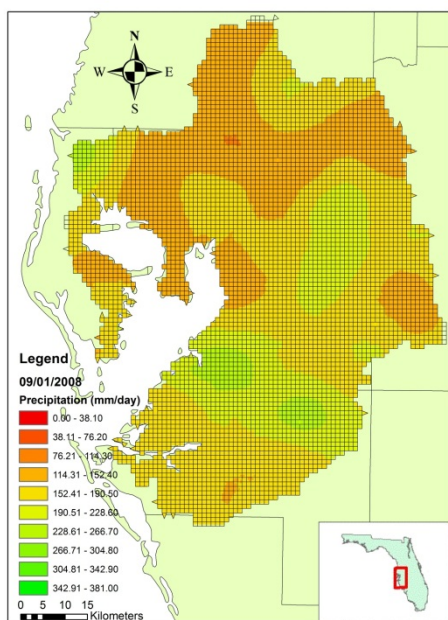 N
W E
S
Legend
09/01/2008
Precipitation (mm/day)
0.00 - 38.10
38.11 - 76.20
76.21 - 114.30
114.31 - 152.40
152.41 - 190.50
190.51 - 228.60
228.61 - 266.70
266.71 - 304.80
304.81 - 342.90
342.91 - 381.00
0 5 10 15
Kilometers